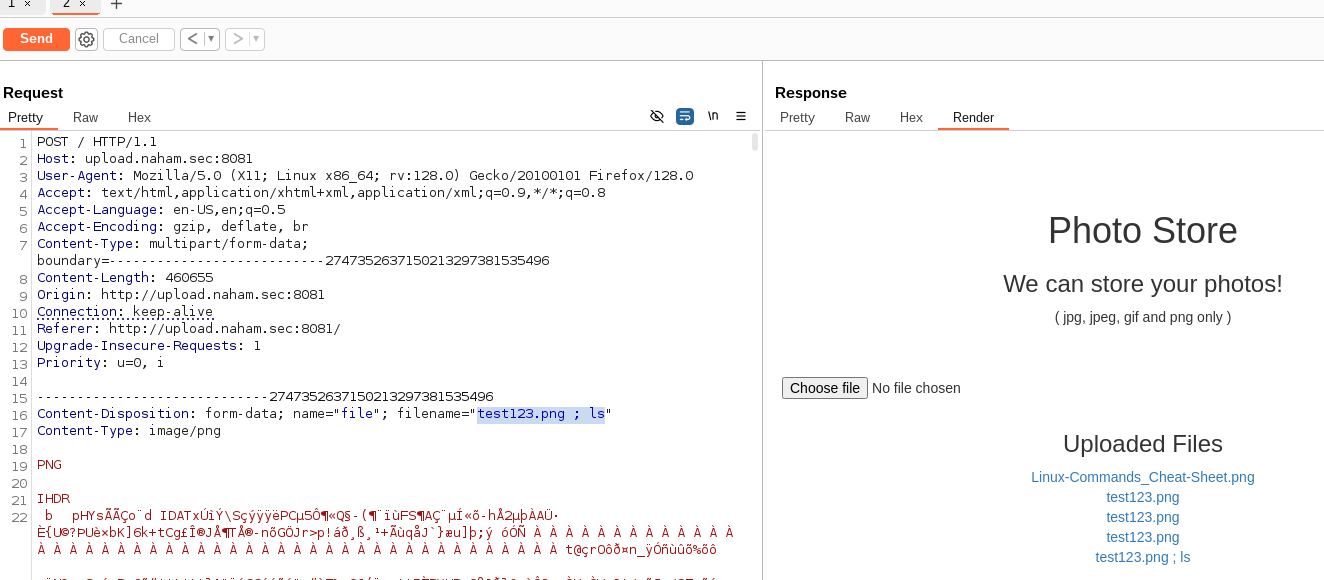 1 × 2 × +
Send Cancel < >
Request
Pretty Raw Hex \n
1 POST / HTTP/1.1
2 Host: upload.naham.sec:8081
3 User-Agent: Mozilla/5.0 (X11; Linux x86_64; rv:128.0) Gecko/20100101 Firefox/128.0
4 Accept: text/html,application/xhtml+xml,application/xml;q=0.9,*/*;q=0.8
5 Accept-Language: en-US,en;q=0.5
6 Accept-Encoding: gzip, deflate, br
7 Content-Type: multipart/form-data;
boundary=---------------------------2747352637150213297381535496
8 Content-Length: 460655
9 Origin: http://upload.naham.sec:8081
10 Connection: keep-alive
11 Referer: http://upload.naham.sec:8081/
12 Upgrade-Insecure-Requests: 1
13 Priority: u=0, i
14
15 -----------------------------2747352637150213297381535496
16 Content-Disposition: form-data; name="file"; filename="test123.png ; ls"
17 Content-Type: image/png
18
19 PNG
20
21 IHDR
22
Response
Pretty Raw Hex Render
Photo Store
We can store your photos!
( jpg, jpeg, gif and png only )
Choose file No file chosen
Uploaded Files
Linux-Commands_Cheat-Sheet.png
test123.png
test123.png
test123.png
test123.png ; ls